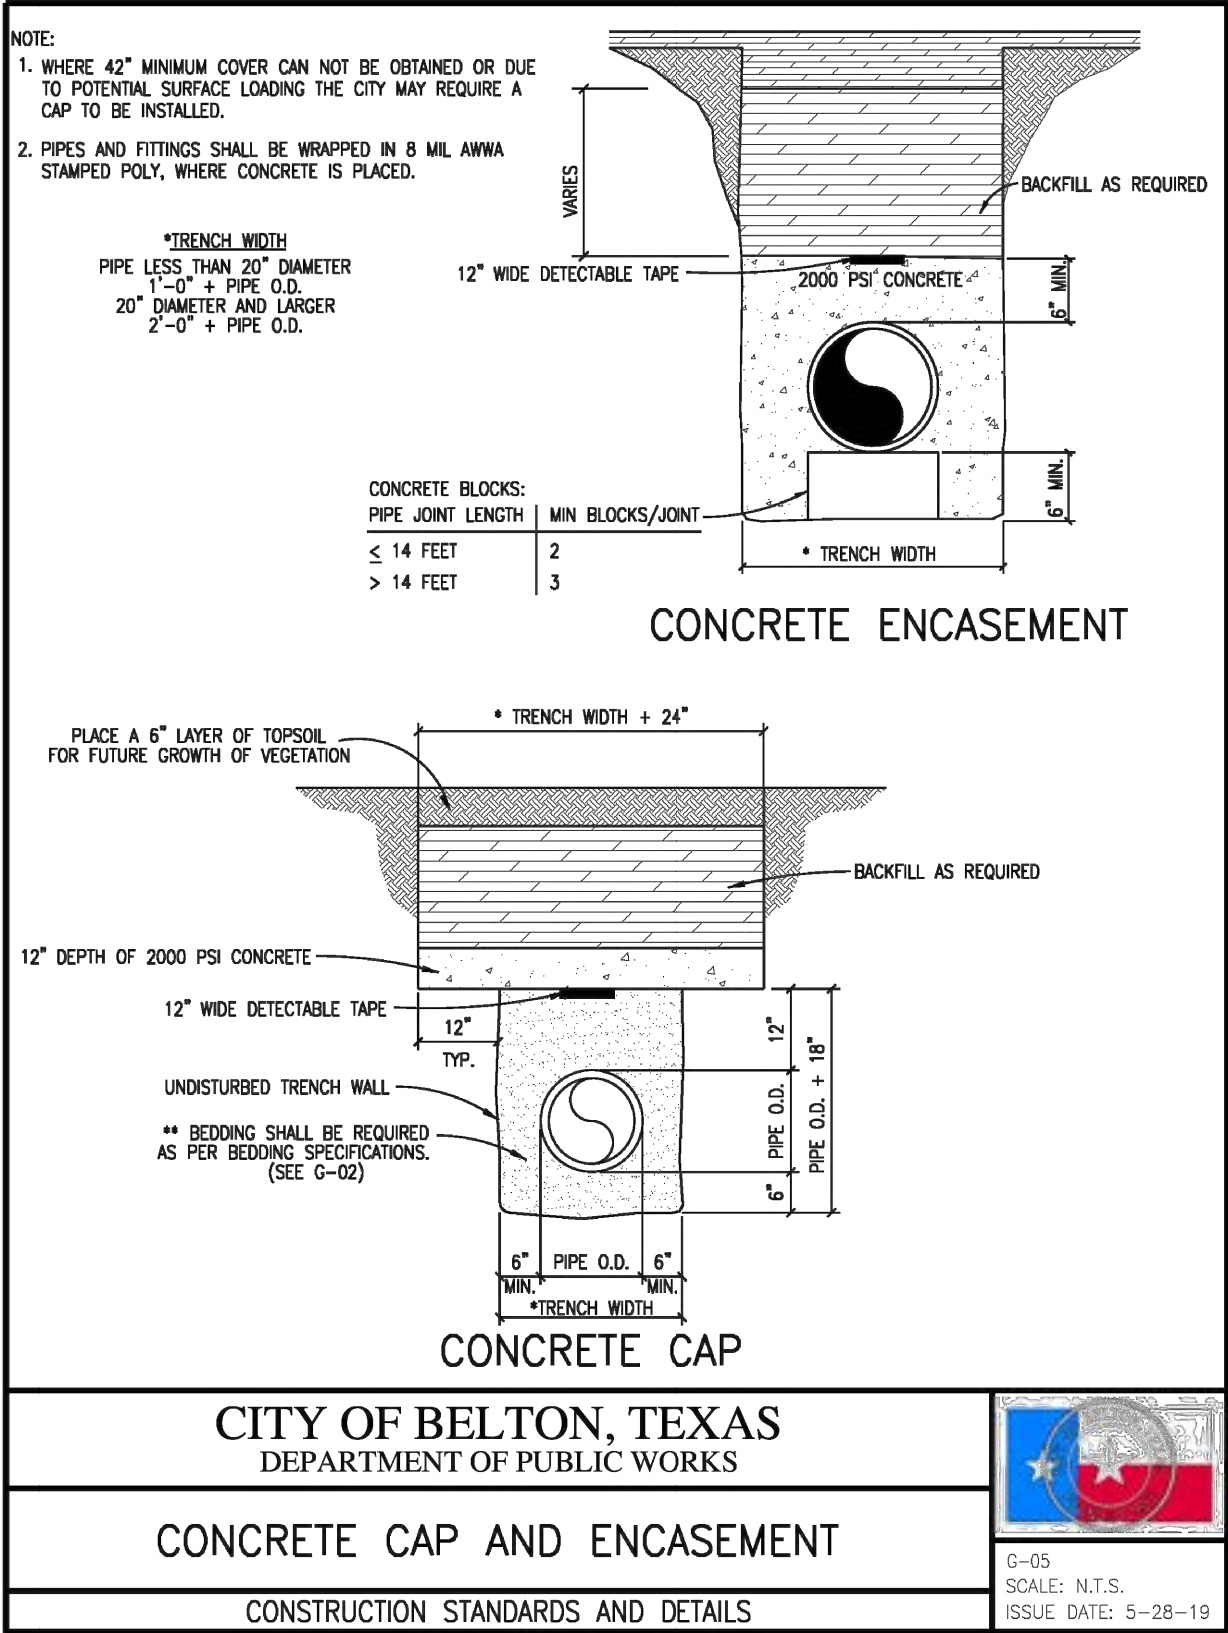 NOTE:
1. WHERE 42" MINIMUM COVER CAN NOT BE OBTAINED OR DUE
TO POTENTIAL SURFACE LOADING THE CITY MAY REQUIRE A
CAP TO BE INSTALLED.
2. PIPES AND FITTINGS SHALL BE WRAPPED IN 8 MIL AWWA
STAMPED POLY, WHERE CONCRETE IS PLACED.
*TRENCH WIDTH
PIPE LESS THAN 20" DIAMETER
1'-0" + PIPE O.D.
20" DIAMETER AND LARGER
2'-0" + PIPE O.D.
VARIES
BACKFILL AS REQUIRED
12" WIDE DETECTABLE TAPE
2000 PSI CONCRETE
6" MIN.
6" MIN.
CONCRETE BLOCKS:
PIPE JOINT LENGTH MIN BLOCKS/JOINT
≤ 14 FEET 2
> 14 FEET 3
* TRENCH WIDTH
CONCRETE ENCASEMENT
* TRENCH WIDTH + 24"
PLACE A 6" LAYER OF TOPSOIL
FOR FUTURE GROWTH OF VEGETATION
BACKFILL AS REQUIRED
12" DEPTH OF 2000 PSI CONCRETE
12" WIDE DETECTABLE TAPE
12"
TYP.
12"
PIPE O.D. + 18"
UNDISTURBED TRENCH WALL
PIPE O.D.
** BEDDING SHALL BE REQUIRED
AS PER BEDDING SPECIFICATIONS.
(SEE G-02)
6"
6" PIPE O.D. 6"
MIN. MIN.
*TRENCH WIDTH
CONCRETE CAP
CITY OF BELTON, TEXAS
DEPARTMENT OF PUBLIC WORKS
CONCRETE CAP AND ENCASEMENT
CONSTRUCTION STANDARDS AND DETAILS
G-05
SCALE: N.T.S.
ISSUE DATE: 5-28-19